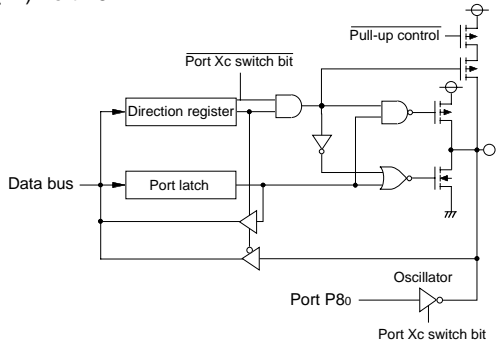 Pull-up control
Port Xc switch bit
Direction register
Data bus
Port latch
Oscillator
Port P80
Port Xc switch bit